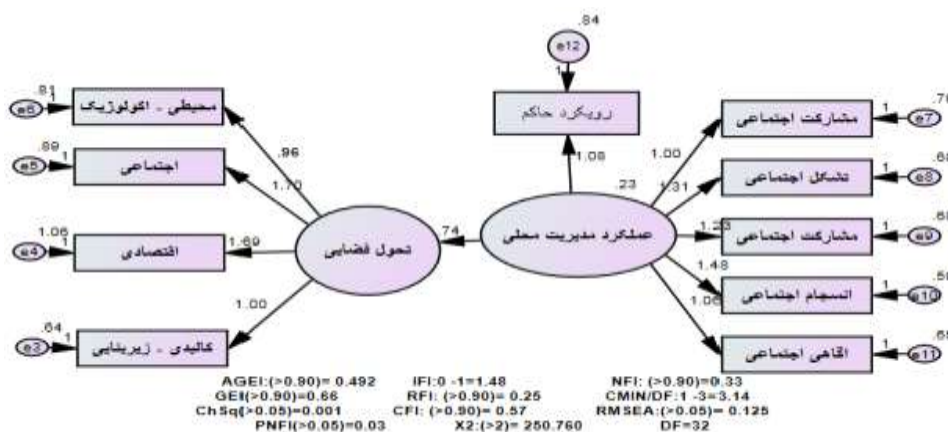 .84
e12
1
رویکرد حاکم
1.08
.81
e6
1
محیطی - اکولوژیک
.96
.89
e5
1
اجتماعی
1.70
1.06
e4
1
اقتصادی
1.69
.64
e3
1
کالبدی - زیربنایی
1.00
تحول فضایی
.74
عملکرد مدیریت محلی
.23
مشارکت اجتماعی
1
e7
1.00
تشکل اجتماعی
1
e8
1.31
مشارکت اجتماعی
1
e9
1.23
انسجام اجتماعی
1
e10
1.48
اگاهی اجتماعی
1
e11
1.06
AGEI:(>0.90)= 0.492 IFI:0 -1=1.48 NFI: (>0.90)=0.33
GEI(>0.90)=0.66 RFI: (>0.90)= 0.25 CMIN/DF:1 -3=3.14
ChSq(>0.05)=0.001 CFI: (>0.90)= 0.57 RMSEA:(>0.05)= 0.125
PNFI(>0.05)=0.03 X2:(>2)= 250.760 DF=32